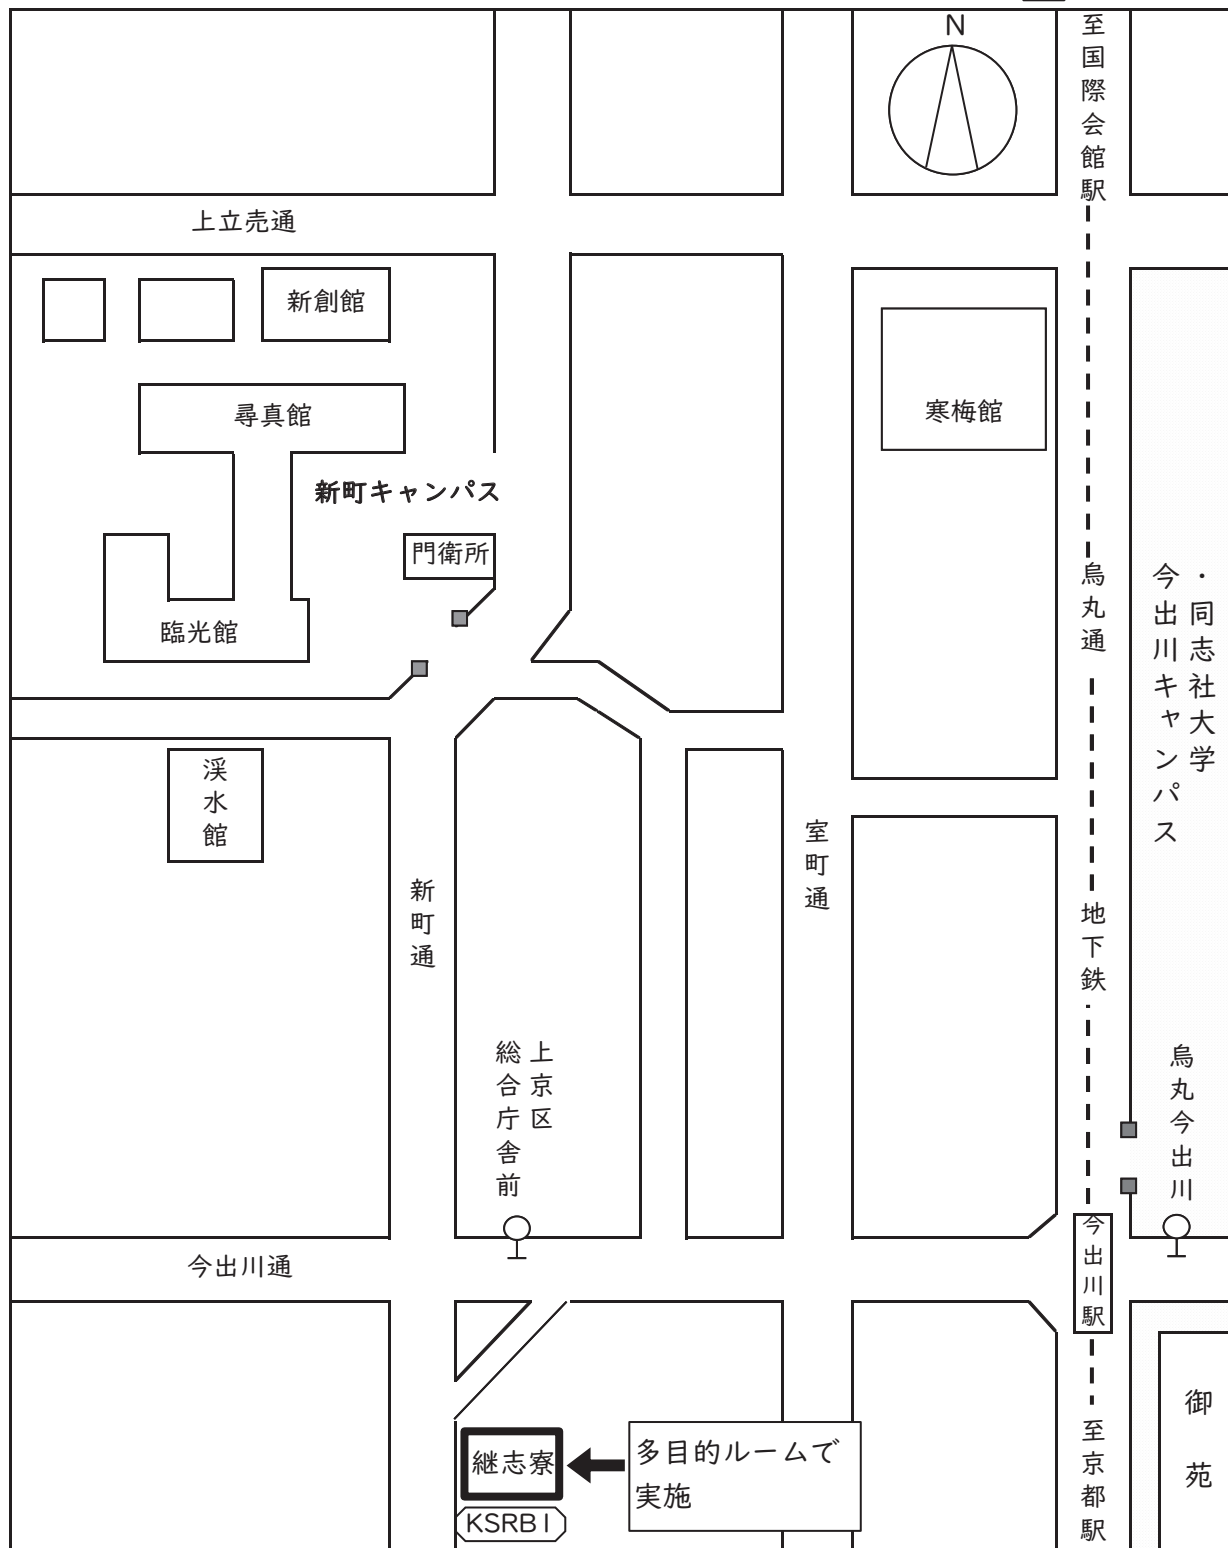 N
至国際会館駅
上立売通
新創館
尋真館
寒梅館
新町キャンパス
門衛所
臨光館
烏丸通
・同志社大学
今出川キャンパス
渓水館
室町通
新町通
地下鉄
上京区
総合庁舎前
烏丸今出川
今出川通
今出川駅
御苑
至京都駅
継志寮
多目的ルームで
実施
KSRB1